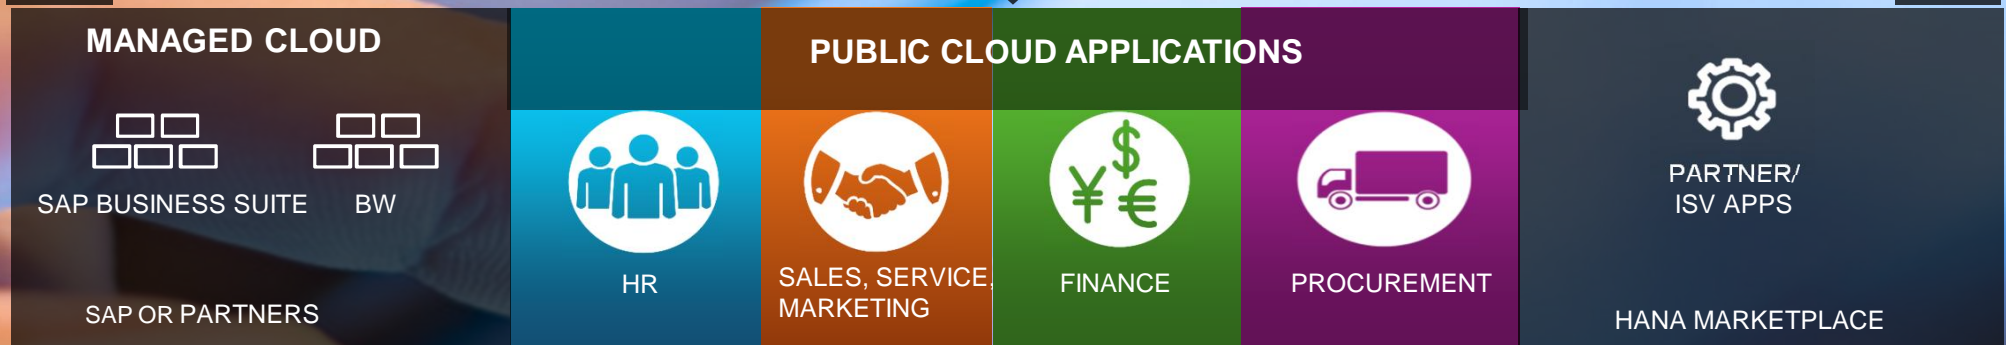 MANAGED CLOUD
SAP BUSINESS SUITE
BW
SAP OR PARTNERS
PUBLIC CLOUD APPLICATIONS
HR
SALES, SERVICE,
MARKETING
$
¥ €
FINANCE
PROCUREMENT
PARTNER/
ISV APPS
HANA MARKETPLACE